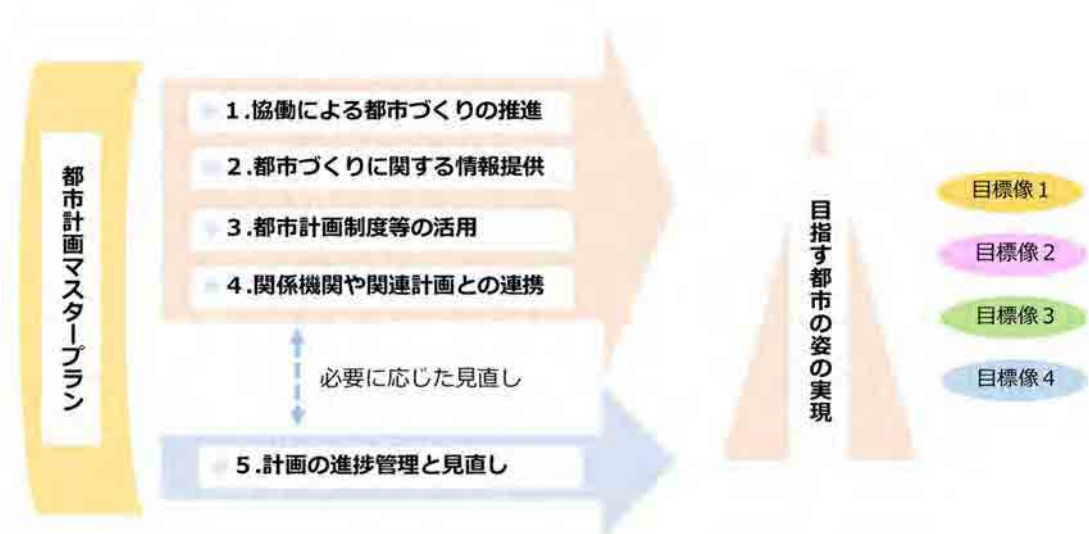 都市計画マスタープラン
1.協働による都市づくりの推進
2.都市づくりに関する情報提供
3.都市計画制度等の活用
4.関係機関や関連計画との連携
必要に応じた見直し
5.計画の進捗管理と見直し
目指す都市の姿の実現
目標像1
目標像2
目標像3
目標像4